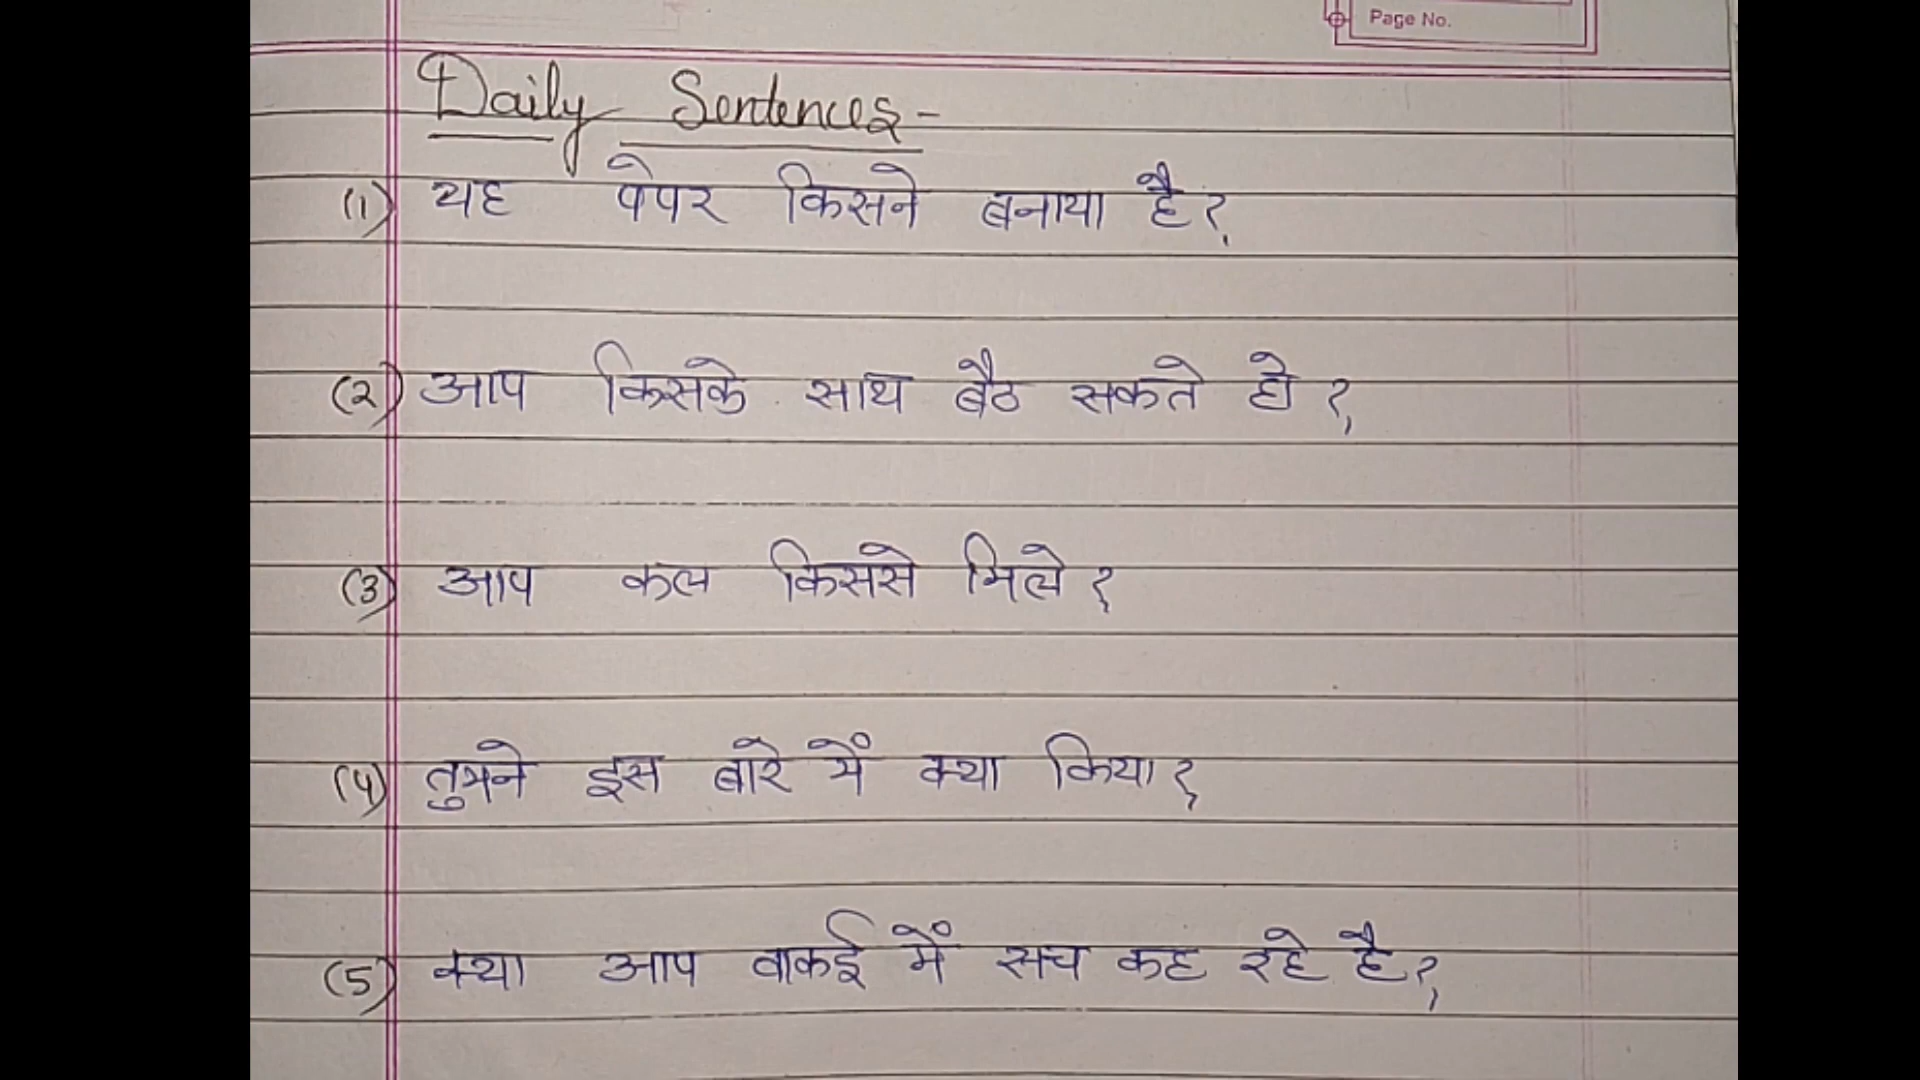 Page No.
Daily Sentences-
(1) यह पेपर किसने बनाया है?
(2) आप किसके साथ बैठ सकते हो?
(3) आप कल किससे मिले?
(4) तुमने इस बारे में क्या किया?
(5) क्या आप वाकई में सच कह रहे है?